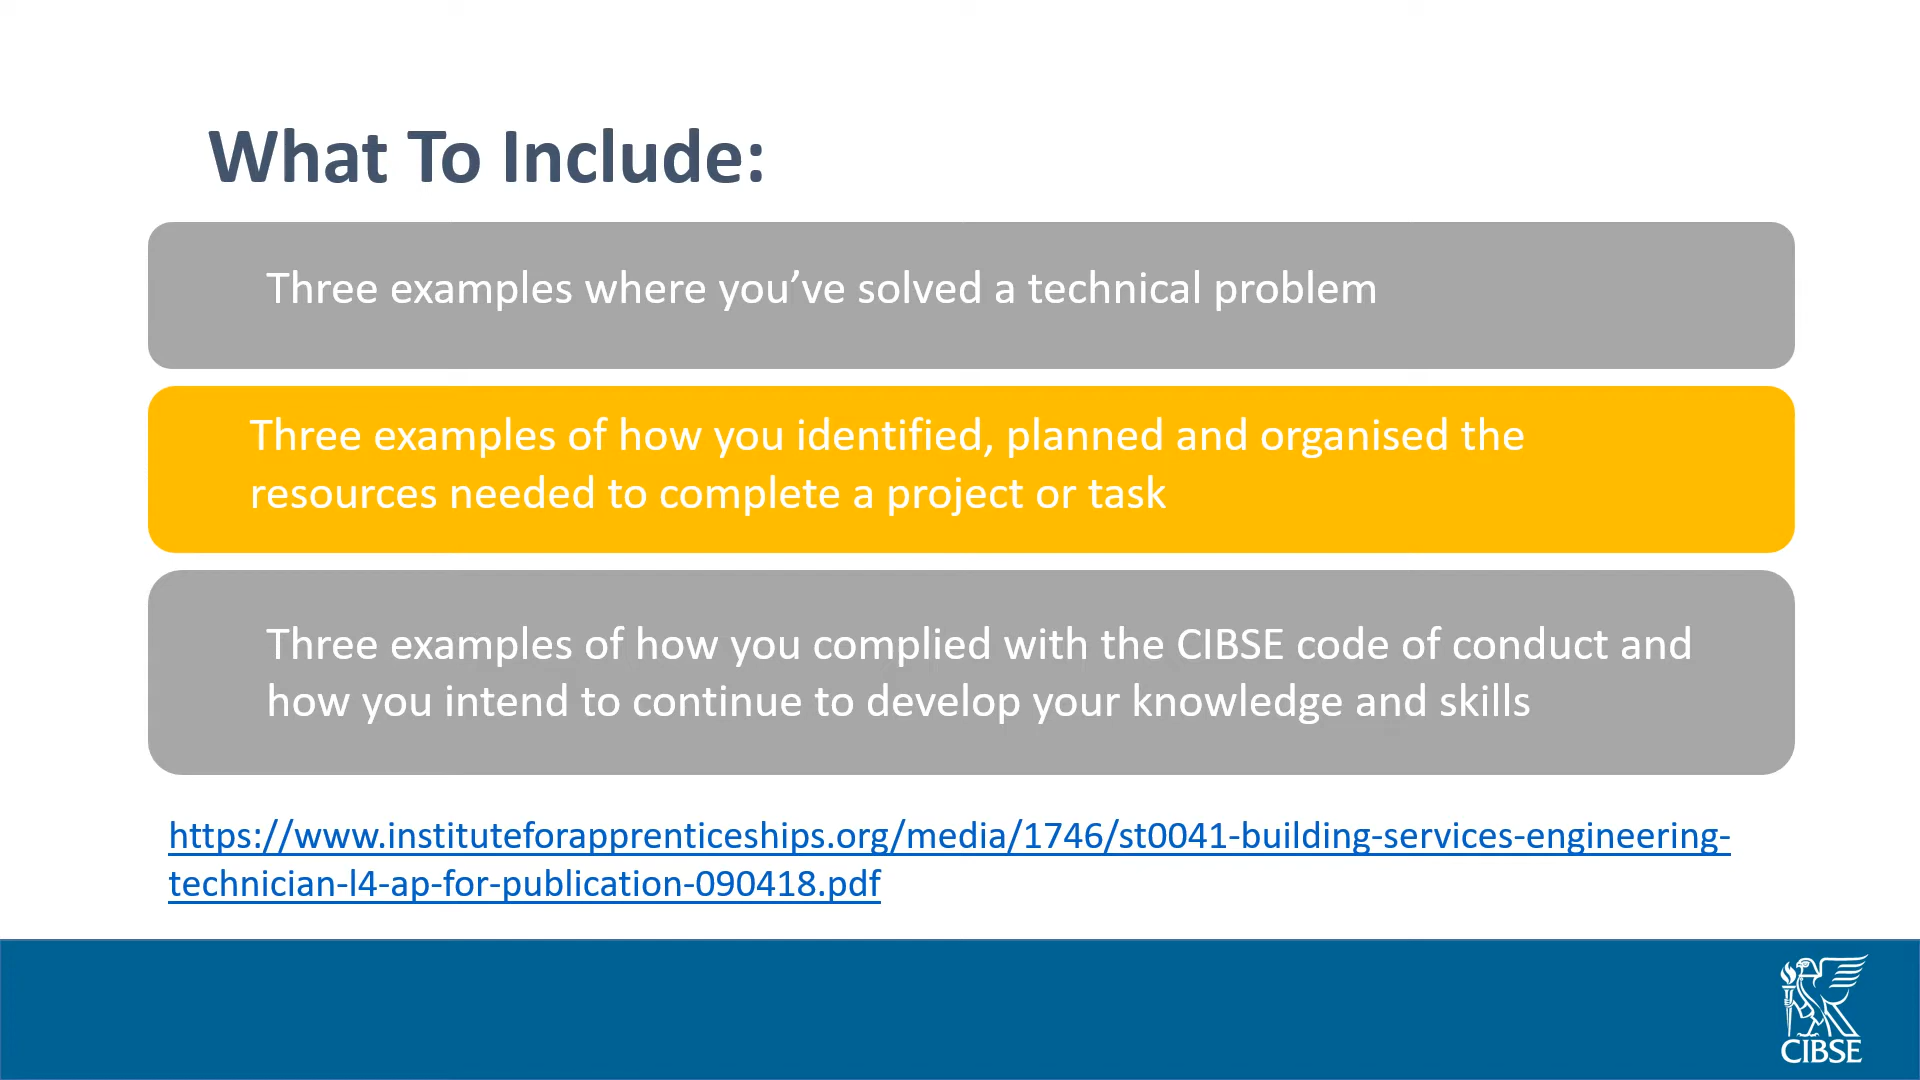 What To Include:
Three examples where you’ve solved a technical problem
Three examples of how you identified, planned and organised the
resources needed to complete a project or task
Three examples of how you complied with the CIBSE code of conduct and
how you intend to continue to develop your knowledge and skills
https://www.instituteforapprenticeships.org/media/1746/st0041-building-services-engineering-
technician-l4-ap-for-publication-090418.pdf
CIBSE